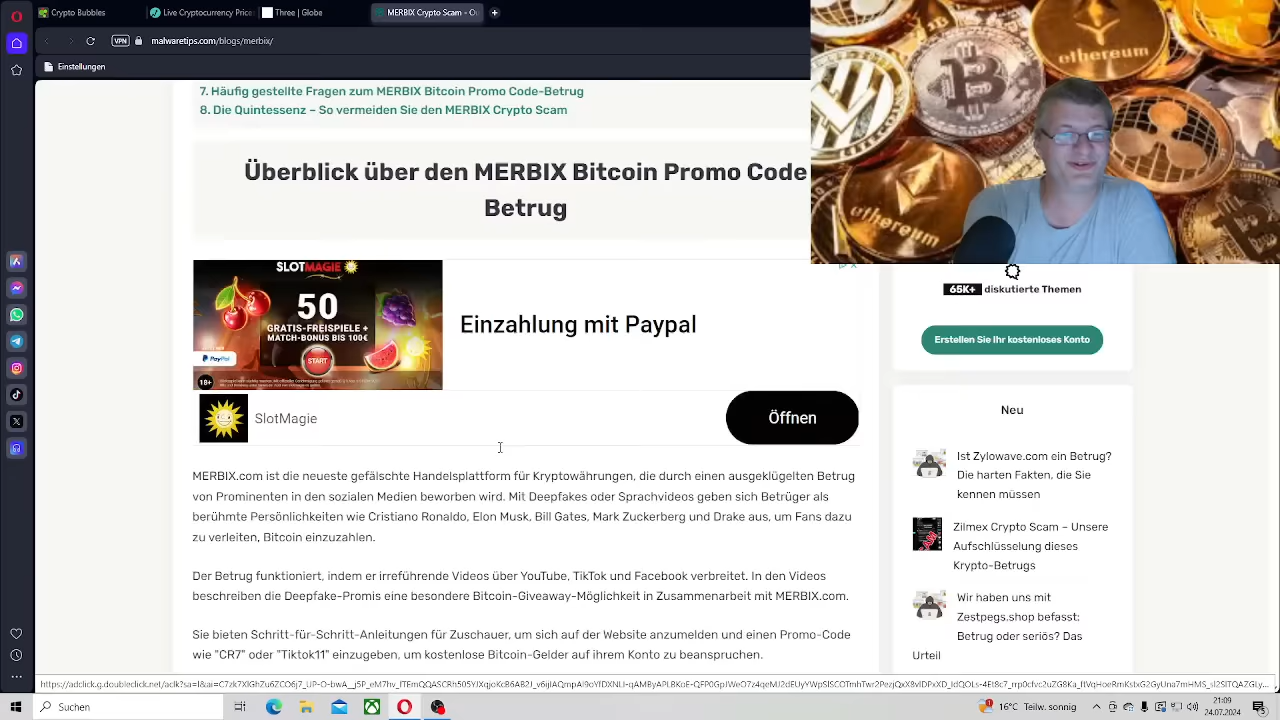 Crypto Bubbles
Live Cryptocurrency Price
Three | Globe
MERBIX Crypto Scam - O
VPN
malwaretips.com/blogs/merbix/
Einstellungen
7. Häufig gestellte Fragen zum MERBIX Bitcoin Promo Code-Betrug
8. Die Quintessenz – So vermeiden Sie den MERBIX Crypto Scam
Überblick über den MERBIX Bitcoin Promo Code
Betrug
SLOTMAGIE
50
GRATIS-FREISPIELE +
MATCH-BONUS BIS 100€
PayPal
START
18+
Einzahlung mit Paypal
SlotMagie
Öffnen
MERBIX.com ist die neueste gefälschte Handelsplattform für Kryptowährungen, die durch einen ausgeklügelten Betrug
von Prominenten in den sozialen Medien beworben wird. Mit Deepfakes oder Sprachvideos geben sich Betrüger als
berühmte Persönlichkeiten wie Cristiano Ronaldo, Elon Musk, Bill Gates, Mark Zuckerberg und Drake aus, um Fans dazu
zu verleiten, Bitcoin einzuzahlen.
Der Betrug funktioniert, indem er irreführende Videos über YouTube, TikTok und Facebook verbreitet. In den Videos
beschreiben die Deepfake-Promis eine besondere Bitcoin-Giveaway-Möglichkeit in Zusammenarbeit mit MERBIX.com.
Sie bieten Schritt-für-Schritt-Anleitungen für Zuschauer, um sich auf der Website anzumelden und einen Promo-Code
wie "CR7" oder "Tiktok11" einzugeben, um kostenlose Bitcoin-Gelder auf ihrem Konto zu beanspruchen.
ethereum
ethereum
65K+ diskutierte Themen
Erstellen Sie Ihr kostenloses Konto
Neu
Ist Zylowave.com ein Betrug?
Die harten Fakten, die Sie
kennen müssen
Zilmex Crypto Scam – Unsere
Aufschlüsselung dieses
Krypto-Betrugs
Wir haben uns mit
Zestpegs.shop befasst;
Betrug oder seriös? Das
Urteil
Suchen
16°C Teilw. sonnig
21:09
24.07.2024